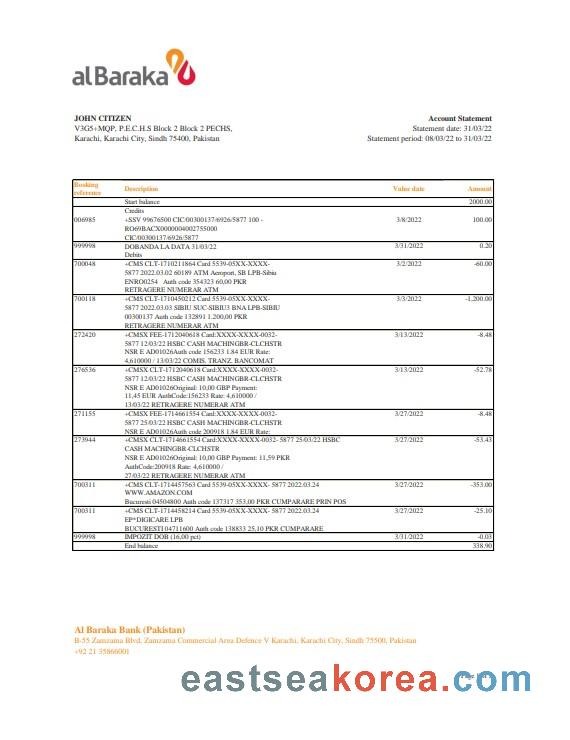 al Baraka
JOHN CITIZEN
V3G5+MQP, P.E.C.H.S Block 2 Block 2 PECHS,
Karachi, Karachi City, Sindh 75400, Pakistan
Account Statement
Statement date: 31/03/22
Statement period: 08/03/22 to 31/03/22
Booking reference Description Value date Amount
Start balance 2000.00
Credits
006985 +SSV 99676500 CIC/00300137/6926/5877 100 - 3/8/2022 100.00
RO69BACX0000004002755000
CIC/00300137/6926/5877
999998 DOBANDA LA DATA 31/03/22 3/31/2022 0.20
Debits
700048 +CMS CLT-1710211864 Card 5539-05XX-XXXX- 3/2/2022 -60.00
5877 2022.03.02 60189 ATM Aeroport, SB LPB-Sibiu
ENRO0254 Auth code 354323 60,00 PKR
RETRAGERE NUMERAR ATM
700118 +CMS CLT-1710450212 Card 5539-05XX-XXXX- 3/3/2022 -1,200.00
5877 2022.03.03 SIBIU SUC-SIBIU3 BNA LPB-SIBIU
00300137 Auth code 132891 1.200,00 PKR
RETRAGERE NUMERAR ATM
272420 +CMSX FEE-1712040618 Card:XXXX-XXXX-0032- 3/13/2022 -8.48
5877 12/03/22 HSBC CASH MACHINGBR-CLCHSTR
NSR E AD01026Auth code 156233 1.84 EUR Rate:
4,610000 / 13/03/22 COMIS. TRANZ. BANCOMAT
276536 +CMSX CLT-1712040618 Card:XXXX-XXXX-0032- 3/13/2022 -52.78
5877 12/03/22 HSBC CASH MACHINGBR-CLCHSTR
NSR E AD01026Original: 10,00 GBP Payment:
11,45 EUR AuthCode:156233 Rate: 4,610000 /
13/03/22 RETRAGERE NUMERAR ATM
271155 +CMSX FEE-1714661554 Card:XXXX-XXXX-0032- 3/27/2022 -8.48
5877 25/03/22 HSBC CASH MACHINGBR-CLCHSTR
NSR E AD01026Auth code 200918 1.84 EUR Rate:
273944 +CMSX CLT-1714661554 Card:XXXX-XXXX-0032- 5877 25/03/22 HSBC 3/27/2022 -53.43
CASH MACHINGBR-CLCHSTR
NSR E AD01026Original: 10,00 GBP Payment: 11,59 PKR
AuthCode:200918 Rate: 4,610000 /
27/03/22 RETRAGERE NUMERAR ATM
700311 +CMS CLT-1714457563 Card 5539-05XX-XXXX- 5877 2022.03.24 3/27/2022 -353.00
WWW.AMAZON.COM
Bucuresti 04504800 Auth code 137317 353,00 PKR CUMPARARE PRIN POS
700311 +CMS CLT-1714458214 Card 5539-05XX-XXXX- 5877 2022.03.24 3/27/2022 -25.10
EP*DIGICARE LPB
BUCURESTI04711600 Auth code 138833 25,10 PKR CUMPARARE
999998 IMPOZIT DOB (16,00 pct) 3/31/2022 -0.03
End balance 338.90
Al Baraka Bank (Pakistan)
B-55 Zamzama Blvd, Zamzama Commercial Area Defence V Karachi, Karachi City, Sindh 75500, Pakistan
+92 21 35866001
eastseakorea.com